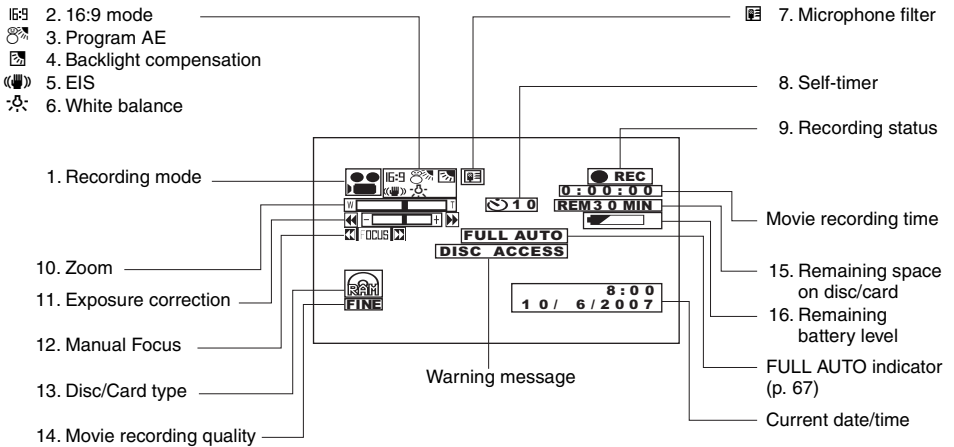 16:9 2. 16:9 mode
3. Program AE
4. Backlight compensation
5. EIS
6. White balance
7. Microphone filter
8. Self-timer
9. Recording status
1. Recording mode
16:9
REC
0:00:00
W T
10
REM 30 MIN
Movie recording time
- +
FOCUS
FULL AUTO
DISC ACCESS
10. Zoom
11. Exposure correction
12. Manual Focus
13. Disc/Card type
14. Movie recording quality
RAM
FINE
8:00
10/ 6/2007
Warning message
15. Remaining space
on disc/card
16. Remaining
battery level
FULL AUTO indicator
(p. 67)
Current date/time